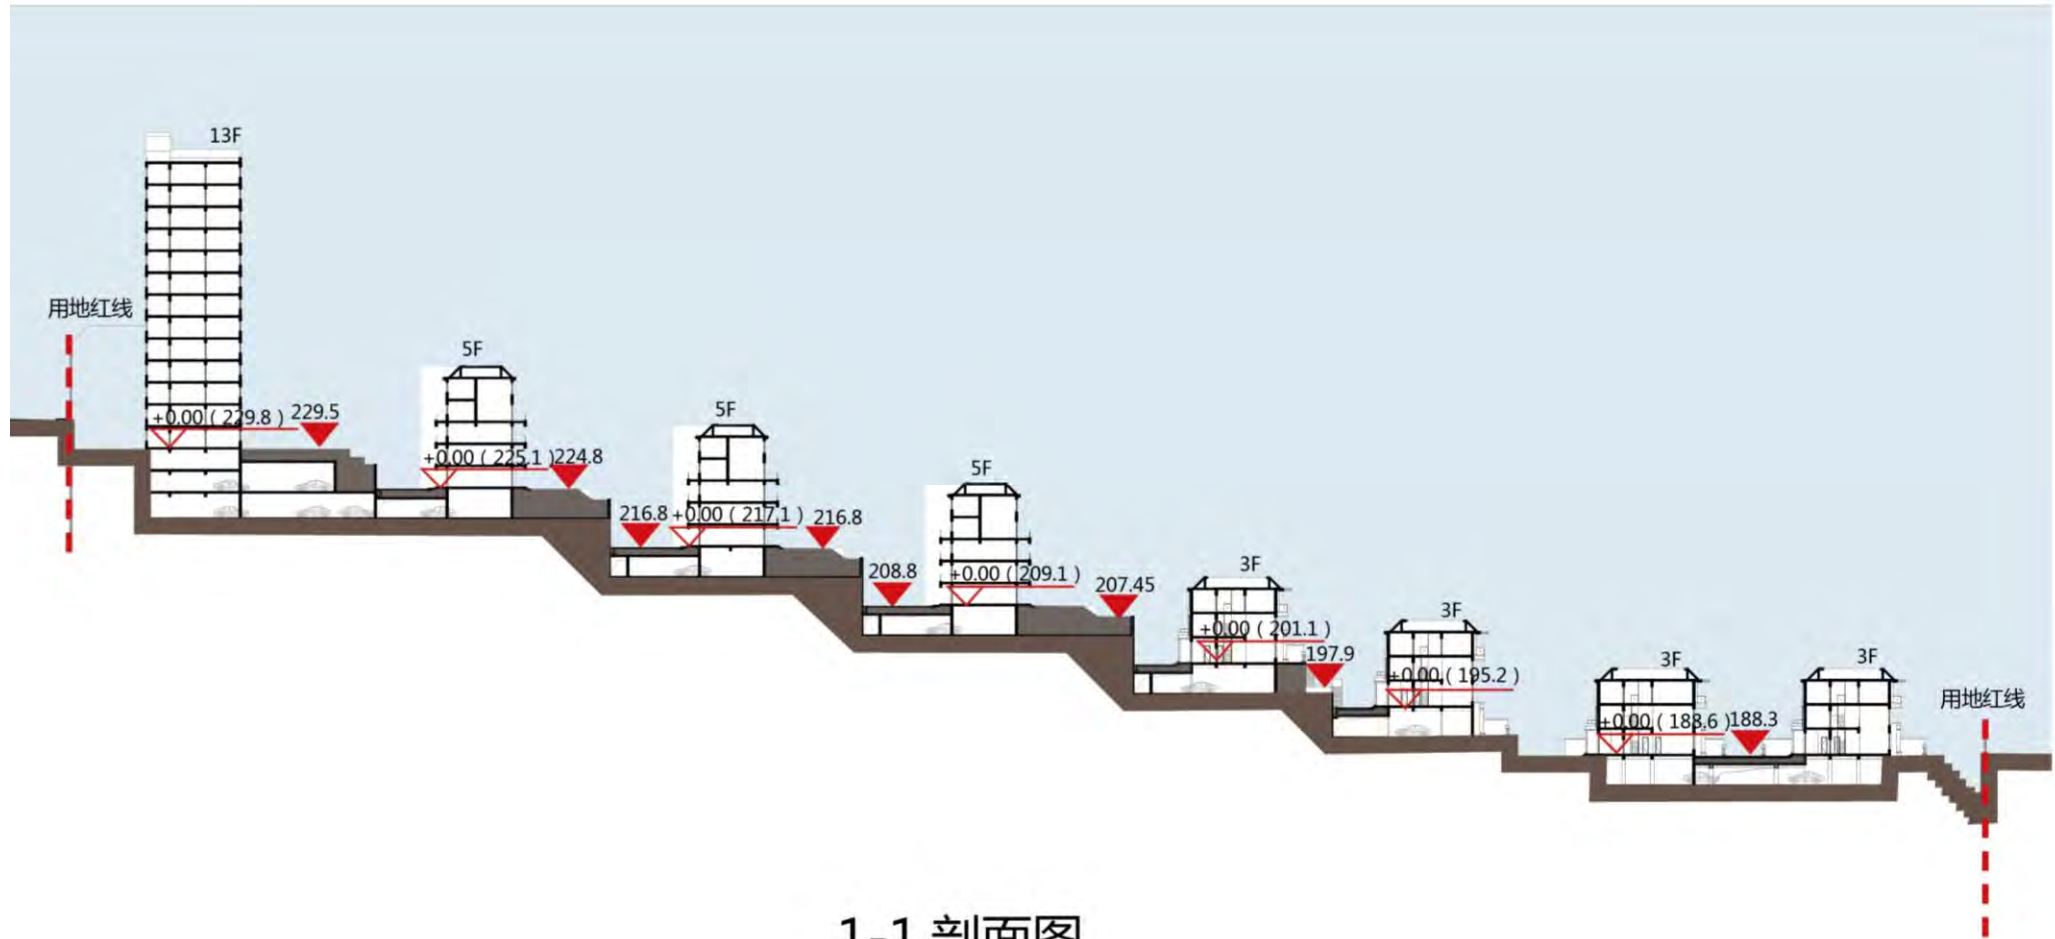 13F
用地红线
5F
+0.00 ( 229.8 ) 229.5
5F
+0.00 ( 225.1 ) 224.8
5F
216.8 +0.00 ( 217.1 ) 216.8
208.8 +0.00 ( 209.1 ) 207.45
3F
3F
+0.00 ( 201.1 )
197.9
3F
3F
+0.00 ( 195.2 )
用地红线
+0.00 ( 188.6 ) 188.3
1-1 剖面图